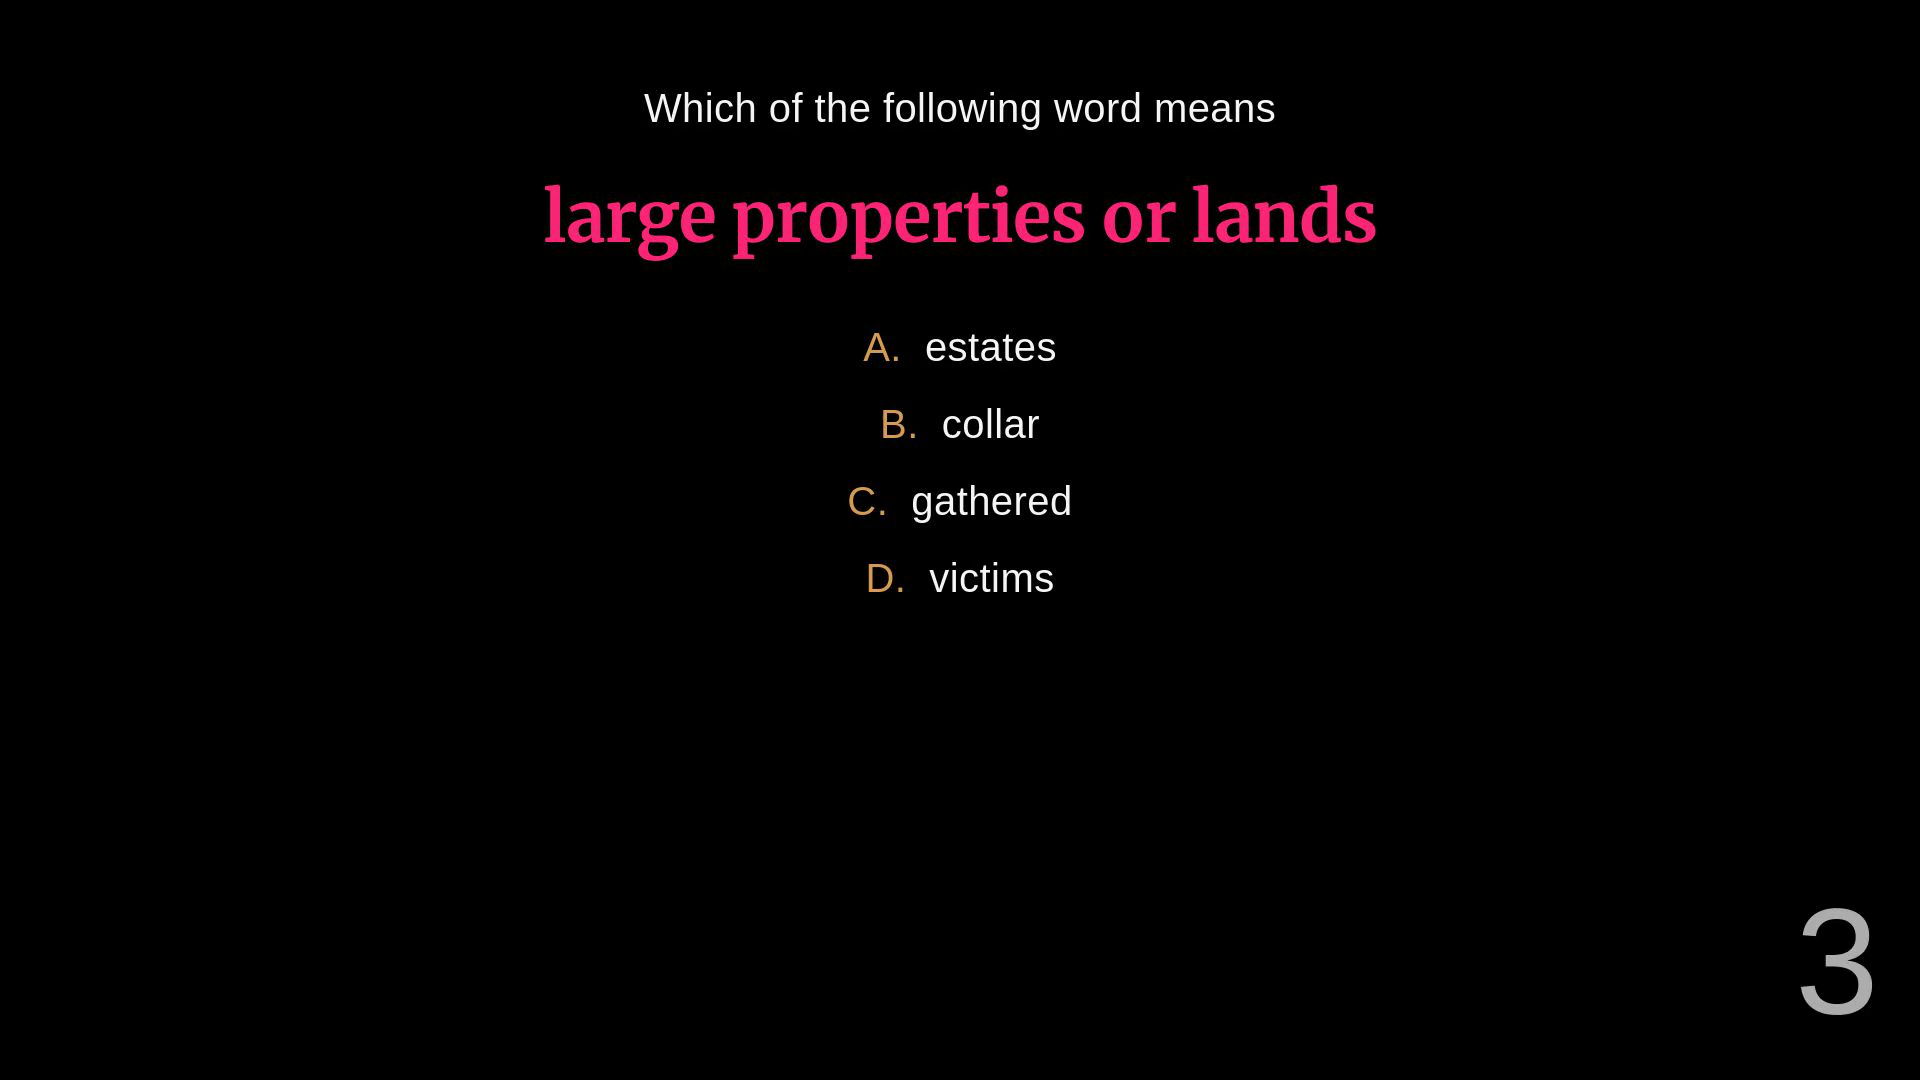 Which of the following word means
large properties or lands
A. estates
B. collar
C. gathered
D. victims
3